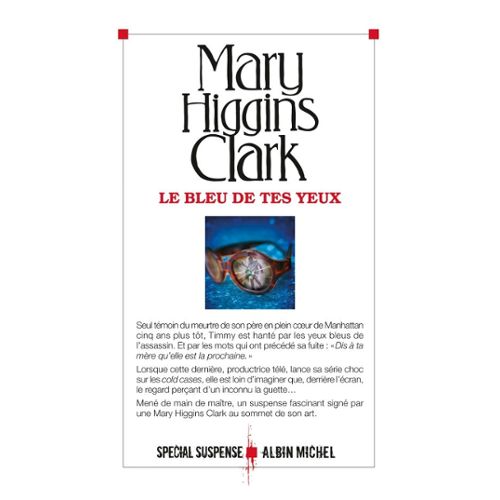 Mary
Higgins
Clark
LE BLEU DE TES YEUX
Seul témoin du meurtre de son père en plein cœur de Manhattan
cinq ans plus tôt, Timmy est hanté par les yeux bleus de
l'assassin. Et par les mots qui ont précédé sa fuite : «Dis à ta
mère qu'elle est la prochaine.»
Lorsque cette dernière, productrice télé, lance sa série choc
sur les cold cases, elle est loin d'imaginer que, derrière l'écran,
le regard perçant d'un inconnu la guette…
Mené de main de maître, un suspense fascinant signé par
une Mary Higgins Clark au sommet de son art.
SPECIAL SUSPENSE ALBIN MICHEL